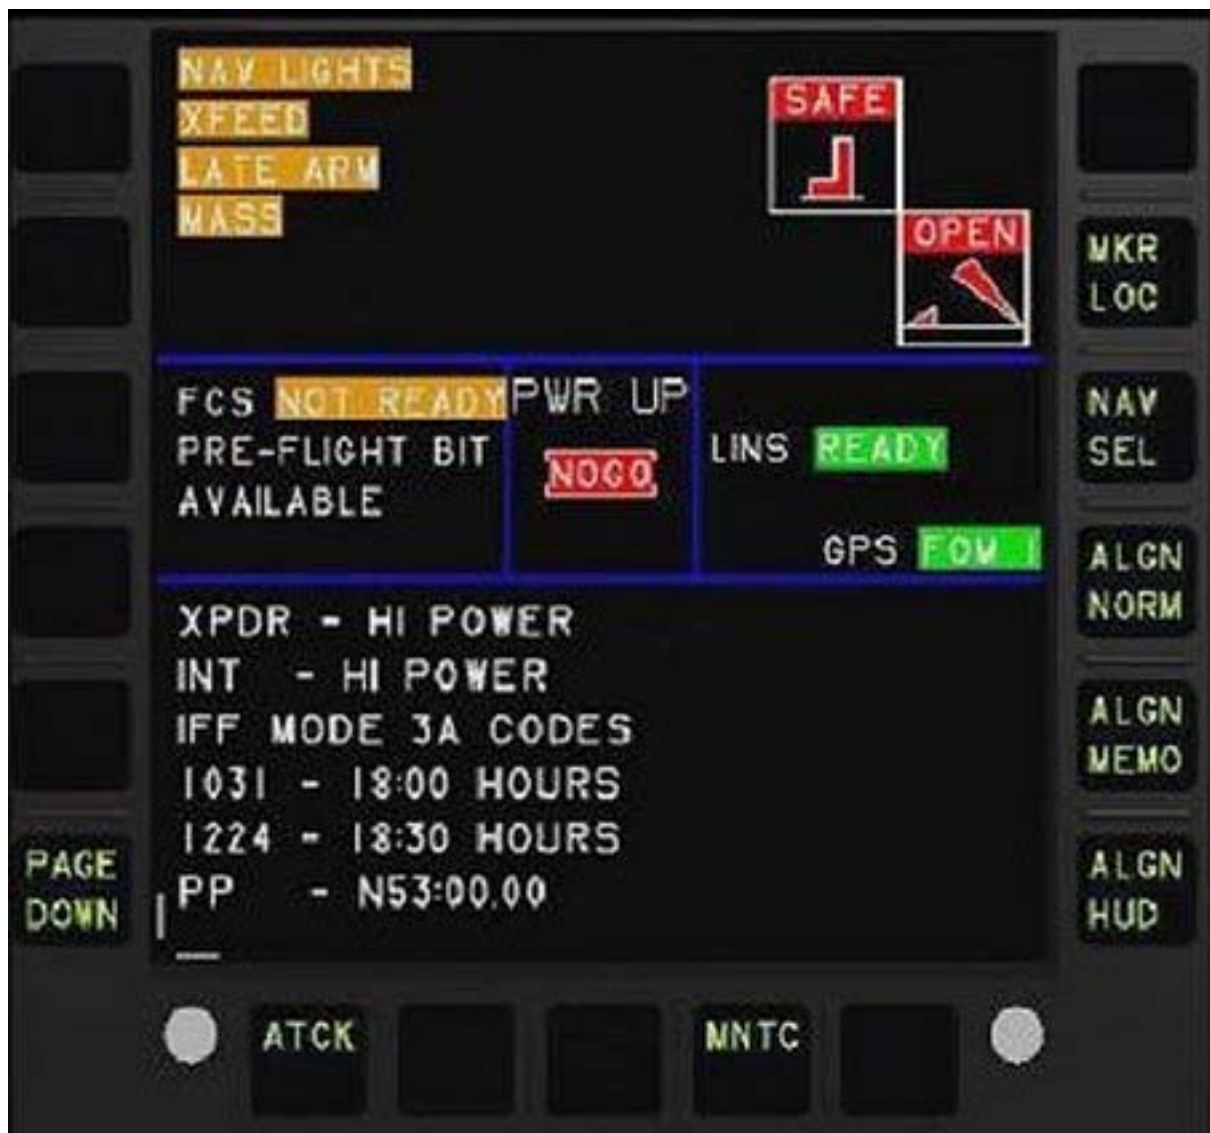 NAV LIGHTS
XFEED
LATE ARM
MASS
SAFE
OPEN
FCS NOT READY
PRE-FLIGHT BIT
AVAILABLE
PWR UP
NOGO
LINS READY
GPS FOM 1
XPDR - HI POWER
INT - HI POWER
IFF MODE 3A CODES
1031 - 18:00 HOURS
1224 - 18:30 HOURS
PP - N53:00.00
PAGE
DOWN
MKR
LOC
NAV
SEL
ALGN
NORM
ALGN
MEMO
ALGN
HUD
ATCK
MNTC